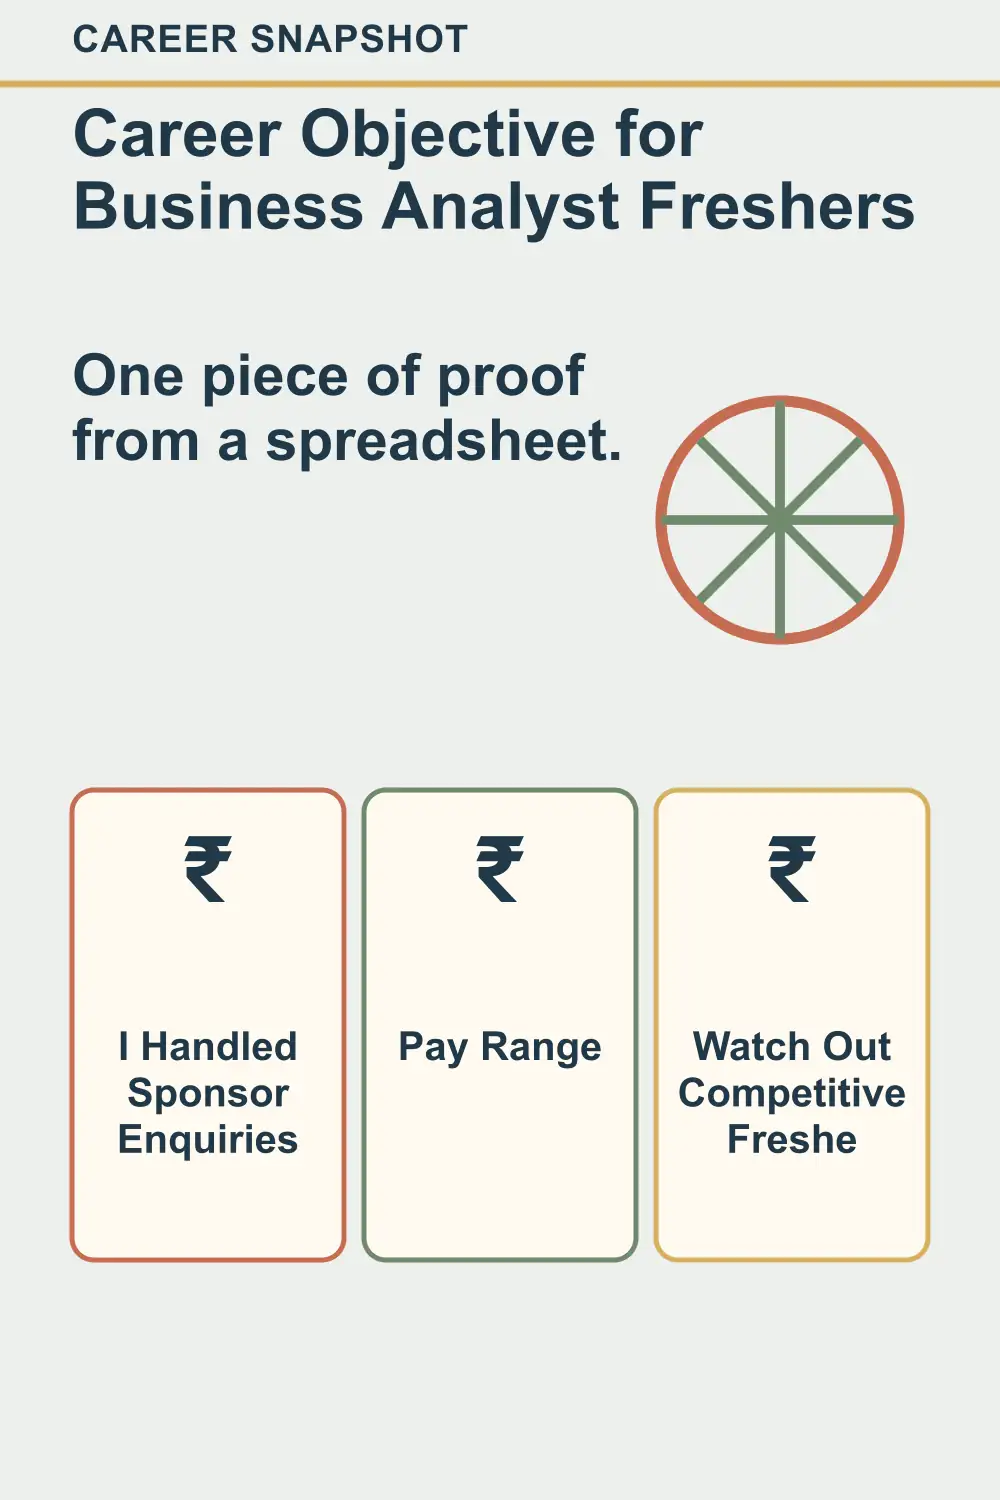 CAREER SNAPSHOT
Career Objective for
Business Analyst Freshers
One piece of proof
from a spreadsheet.
₹
I Handled
Sponsor
Enquiries
₹
Pay Range
₹
Watch Out
Competitive
Freshe